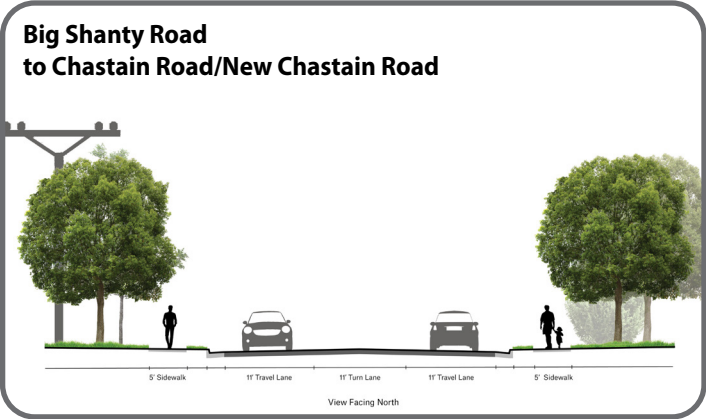 Big Shanty Road
to Chastain Road/New Chastain Road
5' Sidewalk
11' Travel Lane
11' Turn Lane
11' Travel Lane
5' Sidewalk
View Facing North